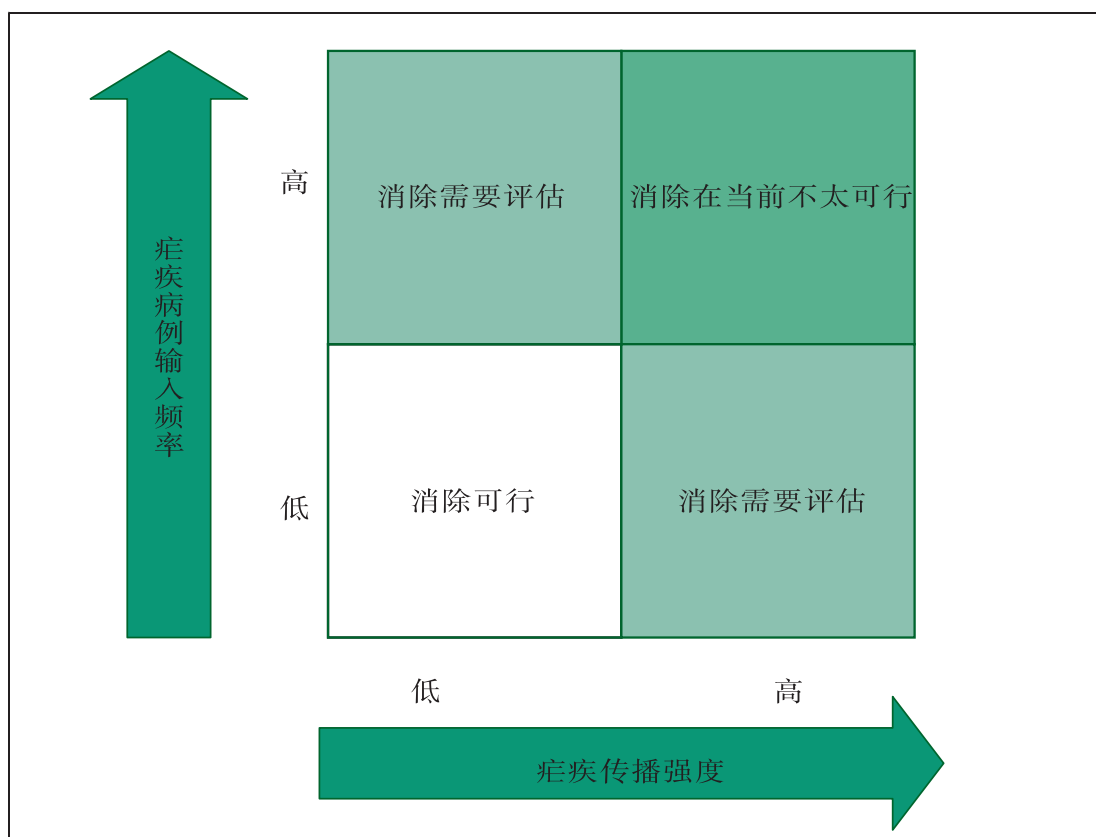 疟疾病例输入频率
高
消除需要评估
消除在当前不太可行
低
消除可行
消除需要评估
低
高
疟疾传播强度